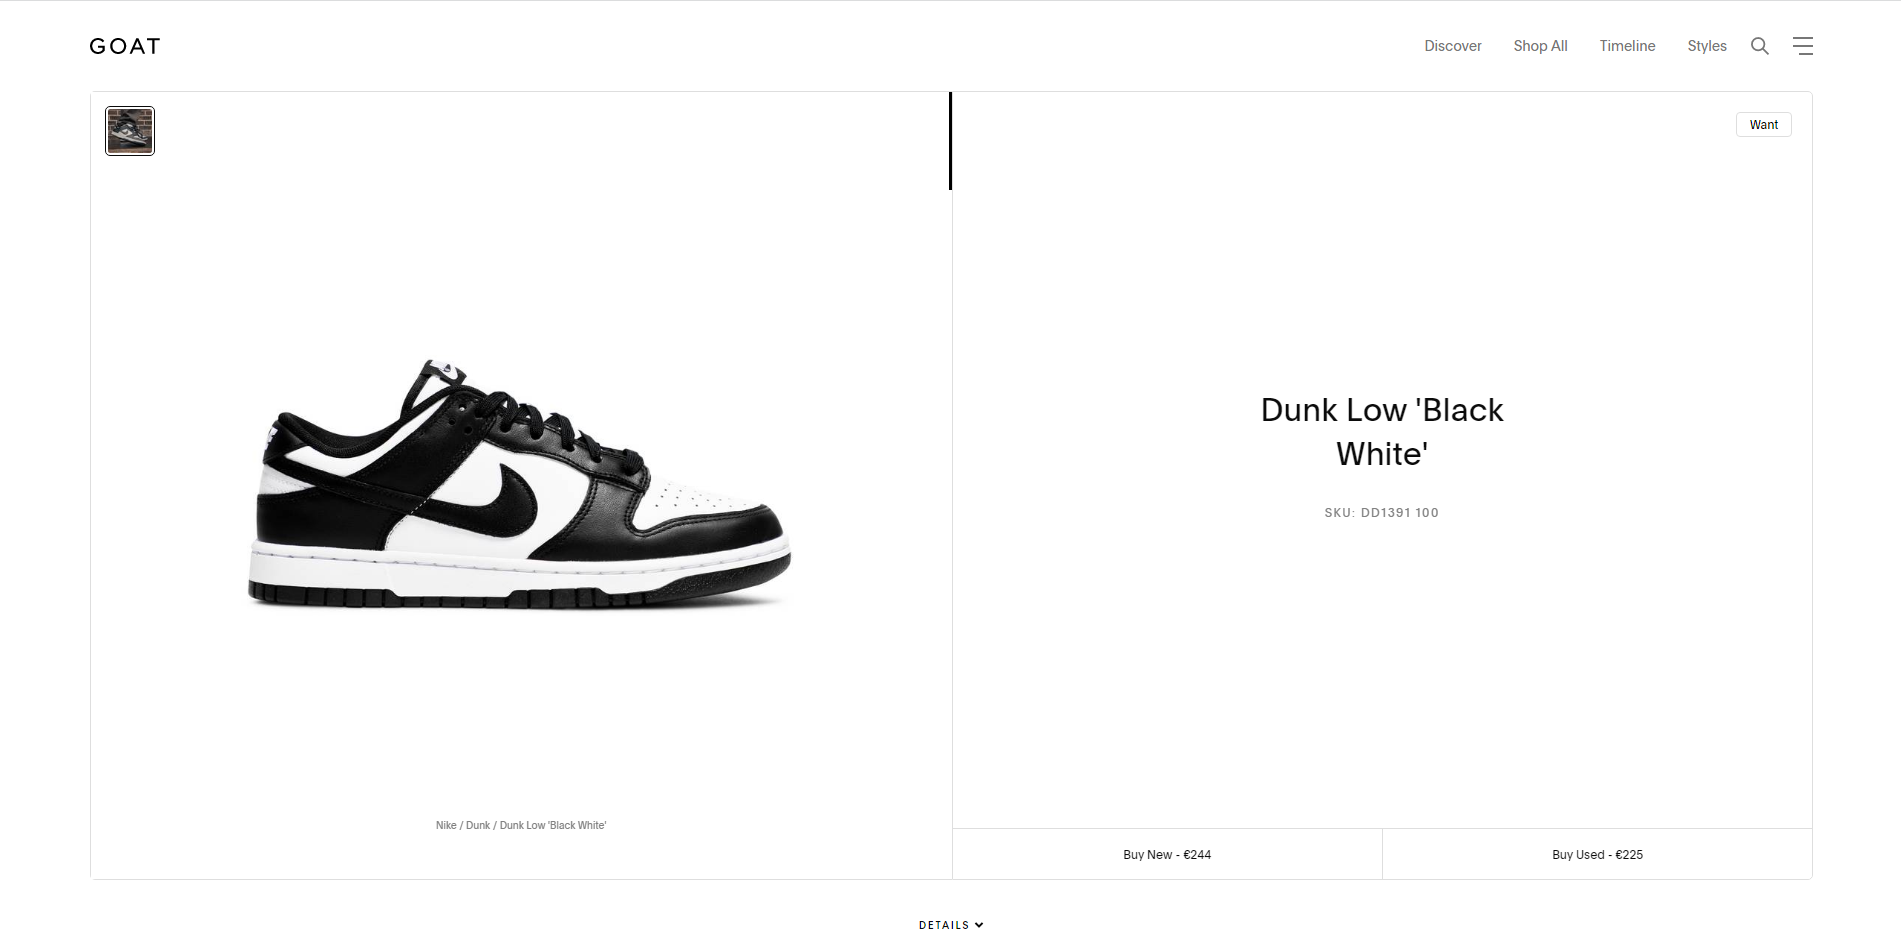 GOAT
Discover
Shop All
Timeline
Styles
Want
Dunk Low 'Black
White'
SKU: DD1391 100
Nike / Dunk / Dunk Low 'Black White'
Buy New - €244
Buy Used - €225
DETAILS